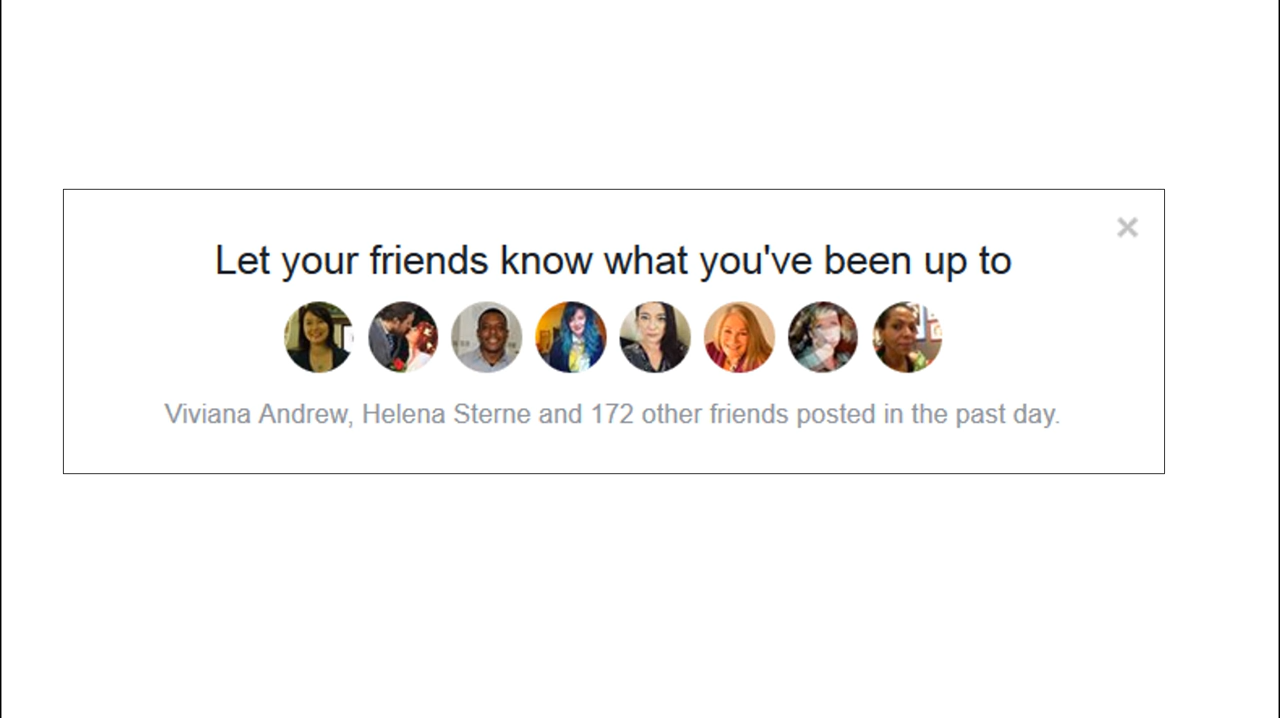 Let your friends know what you've been up to
Viviana Andrew, Helena Sterne and 172 other friends posted in the past day.